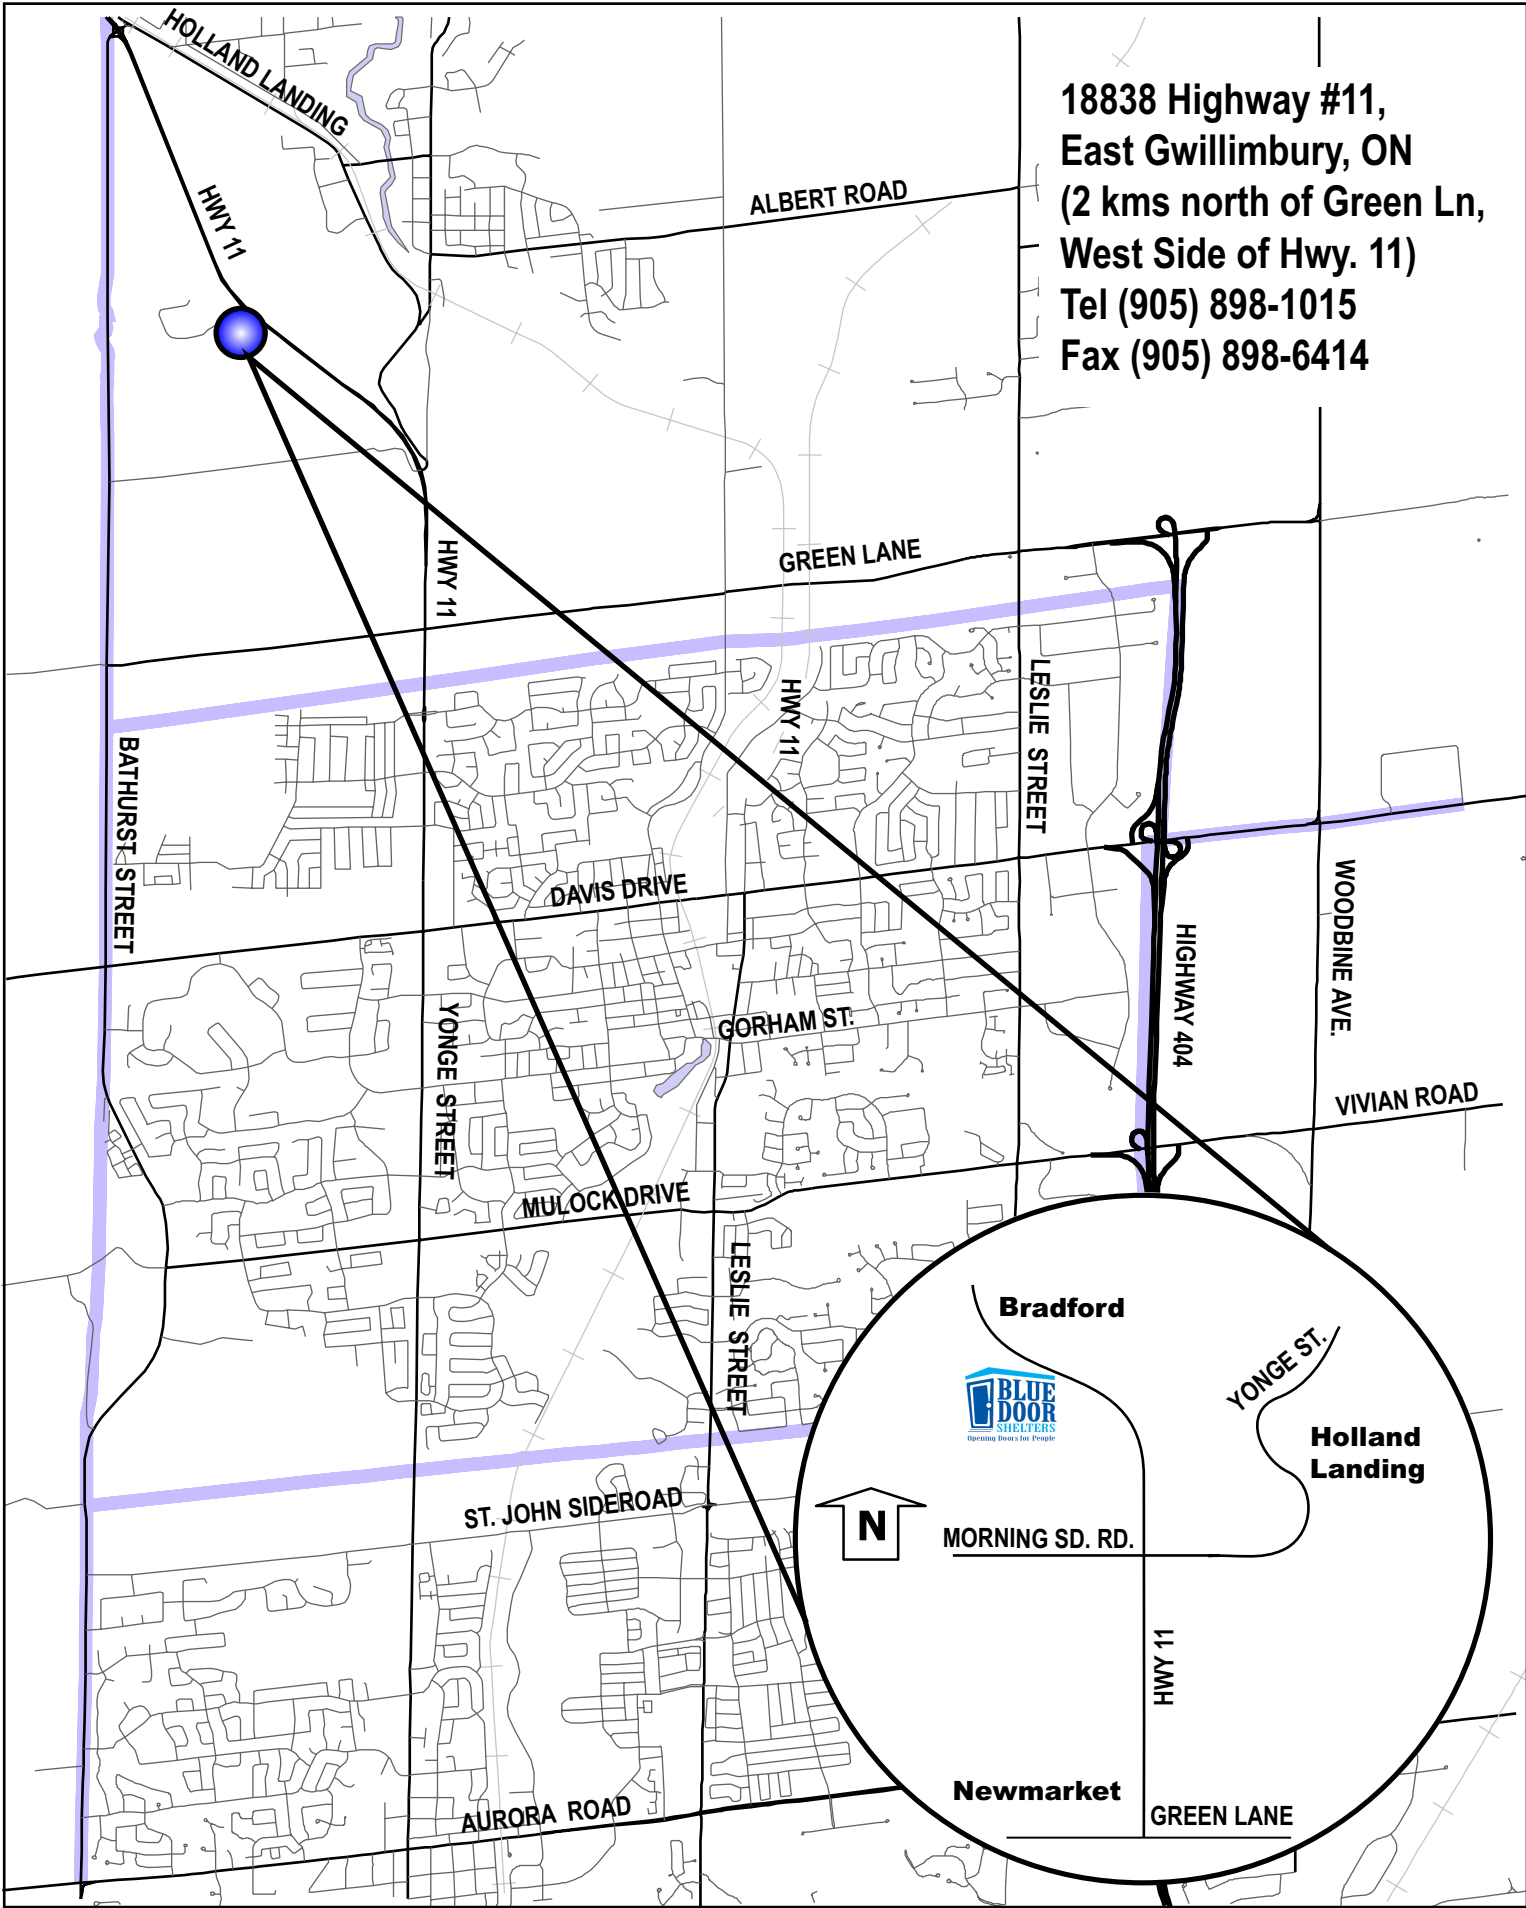 HOLLAND LANDING
18838 Highway #11,
East Gwillimbury, ON
(2 kms north of Green Ln,
West Side of Hwy. 11)
Tel (905) 898-1015
Fax (905) 898-6414
HWY 11
ALBERT ROAD
HWY 11
GREEN LANE
HWY 11
LESLIE STREET
BATHURST STREET
DAVIS DRIVE
WOODBINE AVE.
HIGHWAY 404
YONGE STREET
GORHAM ST.
VIVIAN ROAD
MULOCK DRIVE
LESLIE STREET
ST. JOHN SIDEROAD
AURORA ROAD
Bradford
YONGE ST.
BLUE
DOOR
SHELTERS
Opening Doors for People
Holland
Landing
N
MORNING SD. RD.
HWY 11
Newmarket
GREEN LANE